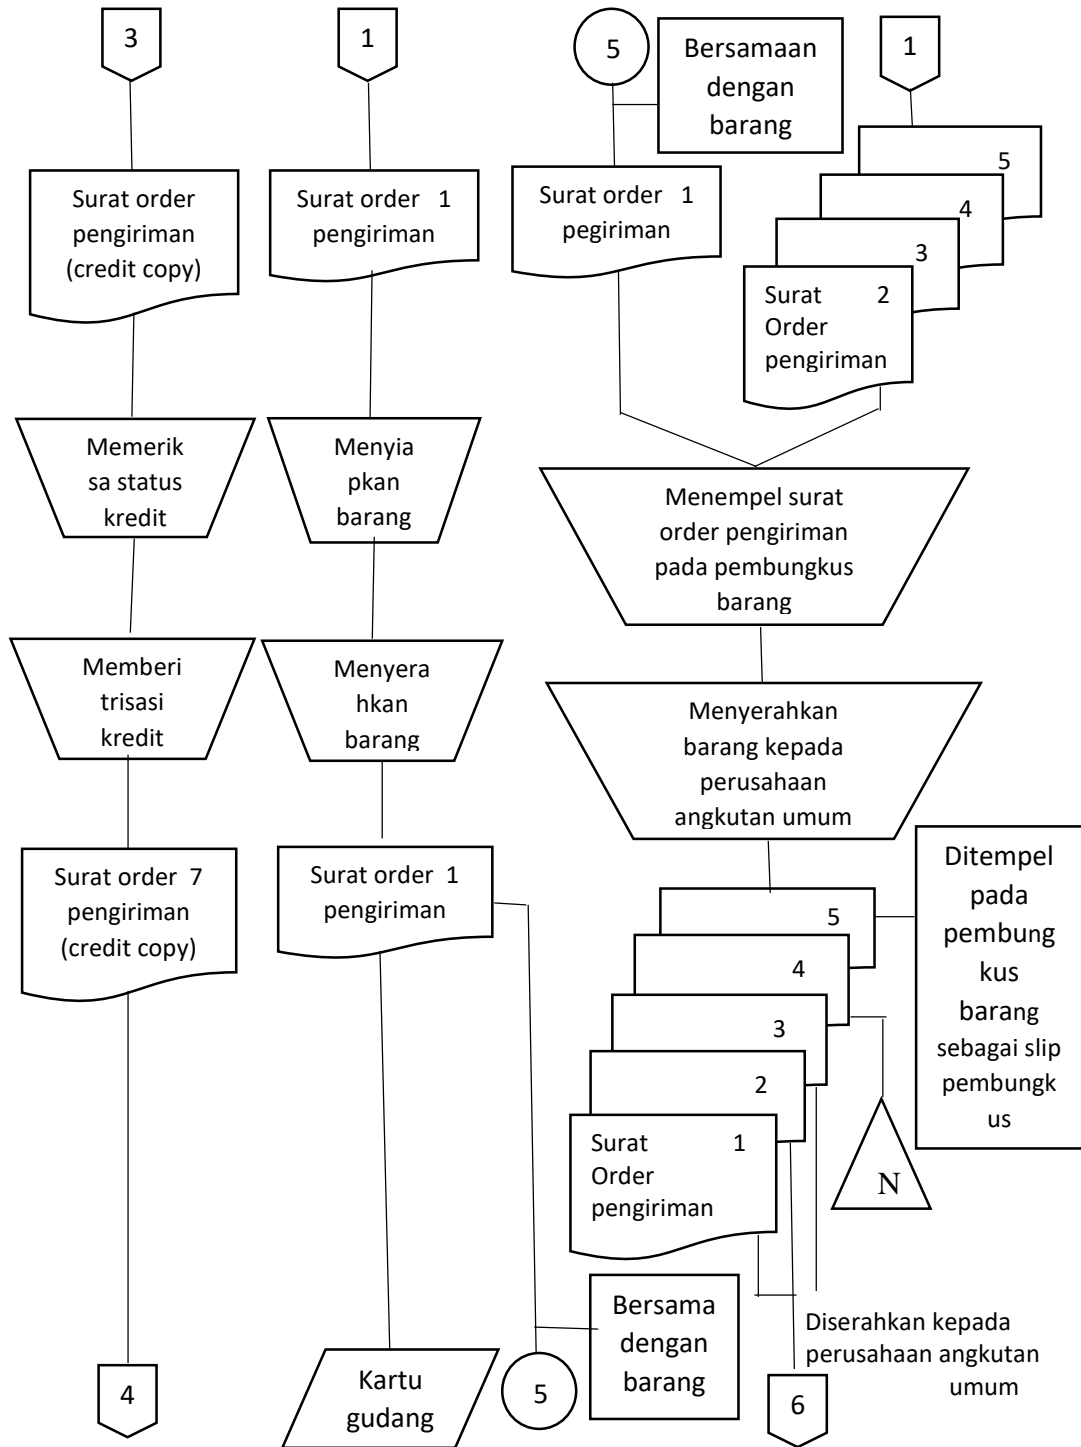 3
Surat order
pengiriman
(credit copy)
Memerik
sa status
kredit
Memberi
trisasi
kredit
Surat order 7
pengiriman
(credit copy)
4
1
Surat order 1
pengiriman
Menyia
pkan
barang
Menyera
hkan
barang
Surat order 1
pengiriman
Kartu
gudang
5
Bersama
dengan
barang
5
Bersamaan
dengan
barang
Surat order 1
pegiriman
1
5
4
3
Surat 2
Order
pengiriman
Menempel surat
order pengiriman
pada pembungkus
barang
Menyerahkan
barang kepada
perusahaan
angkutan umum
5
4
3
2
Surat 1
Order
pengiriman
Ditempel
pada
pembung
kus
barang
sebagai slip
pembungk
us
N
Diserahkan kepada
perusahaan angkutan
umum
6